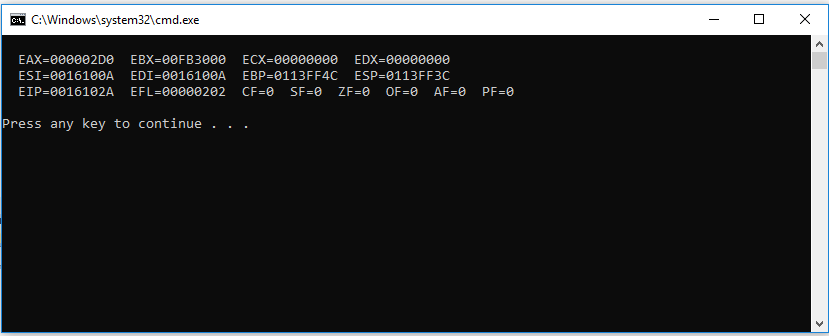 C:\Windows\system32\cmd.exe
EAX=000002D0  EBX=00FB3000  ECX=00000000  EDX=00000000
ESI=0016100A  EDI=0016100A  EBP=0113FF4C  ESP=0113FF3C
EIP=0016102A  EFL=00000202  CF=0  SF=0  ZF=0  OF=0  AF=0  PF=0
Press any key to continue . . .